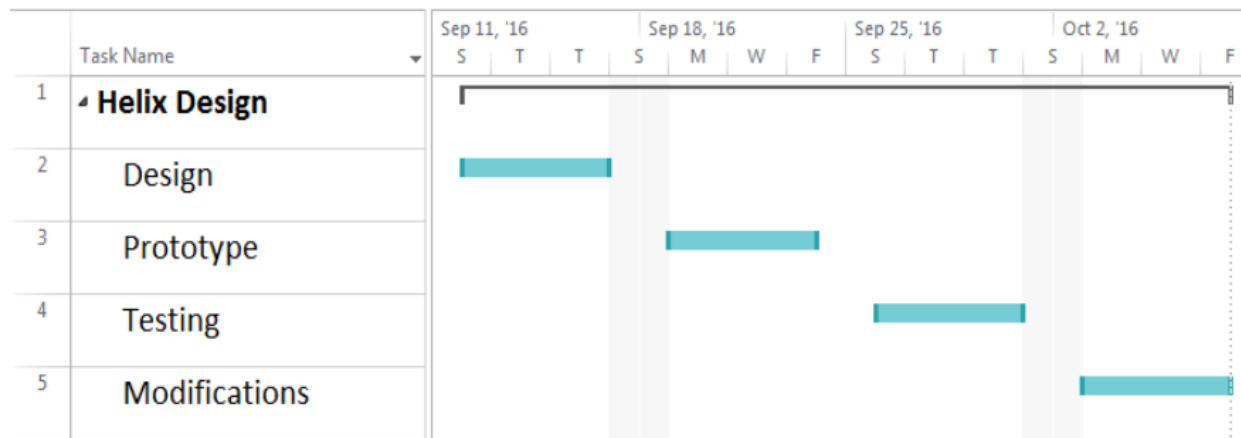 Sep 11, '16 Sep 18, '16 Sep 25, '16 Oct 2, '16
Task Name S T T S M W F S T T S M W F
1 Helix Design
2 Design
3 Prototype
4 Testing
5 Modifications